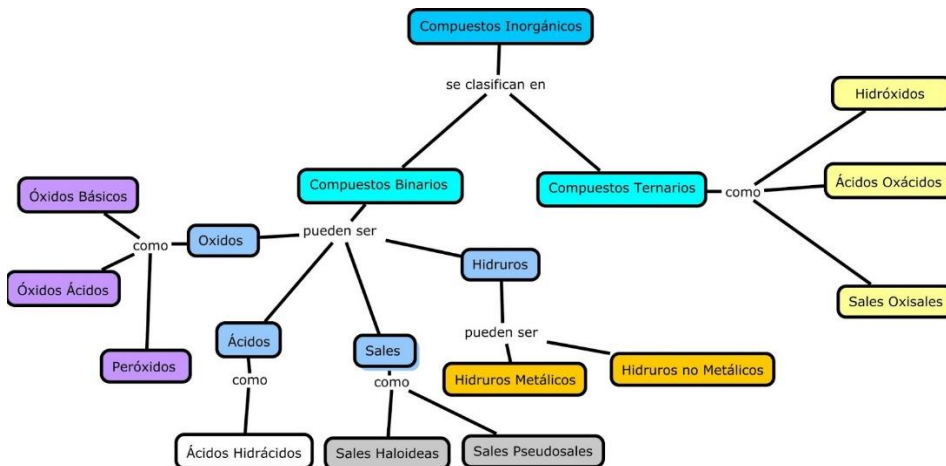 Compuestos Inorgánicos
se clasifican en
Hidróxidos
Compuestos Binarios
Compuestos Ternarios
como
Ácidos Oxácidos
Óxidos Básicos
como
Oxidos
pueden ser
Hidruros
Óxidos Ácidos
Sales Oxisales
Ácidos
Sales
pueden ser
Peróxidos
como
como
Hidruros Metálicos
Hidruros no Metálicos
Ácidos Hidrácidos
Sales Haloideas
Sales Pseudosales